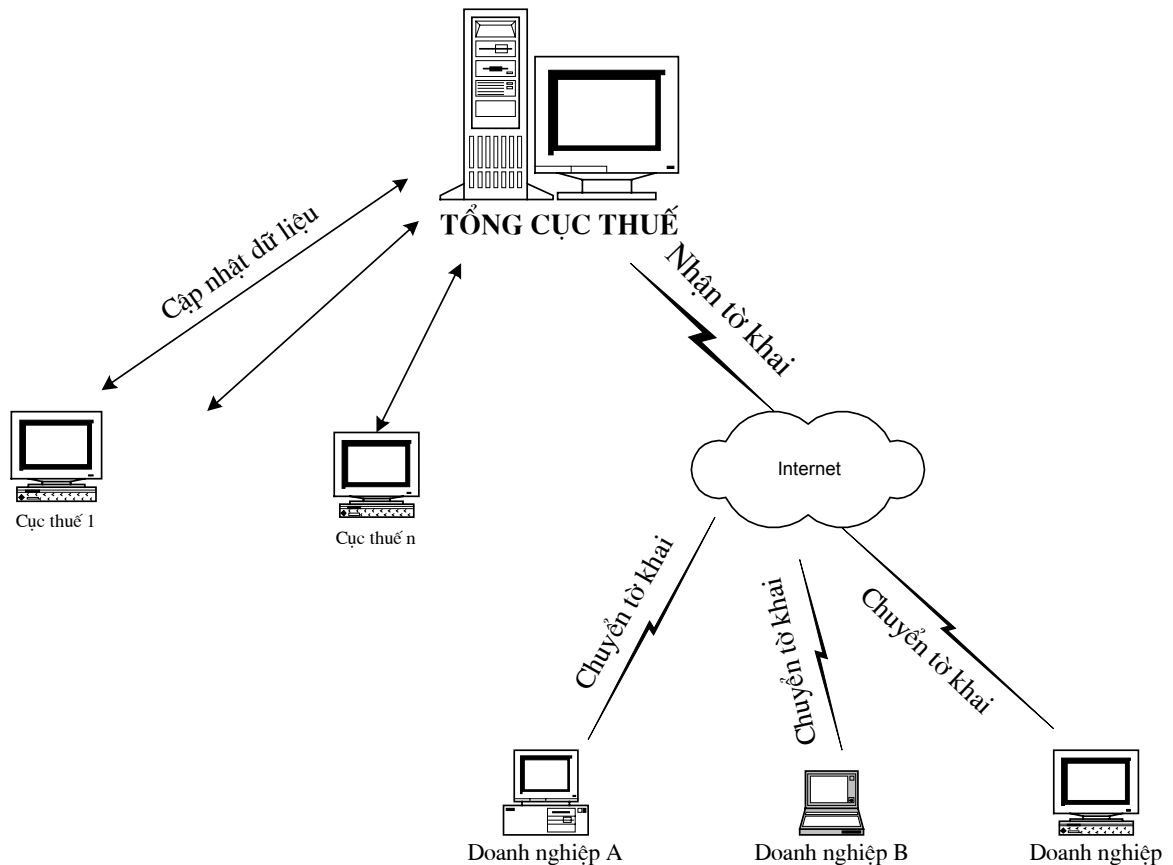 TỔNG CỤC THUẾ
Cập nhật dữ liệu
Nhận tờ khai
Internet
Cục thuế 1
Cục thuế n
Chuyển tờ khai
Chuyển tờ khai
Chuyển tờ khai
Doanh nghiệp A
Doanh nghiệp B
Doanh nghiệp